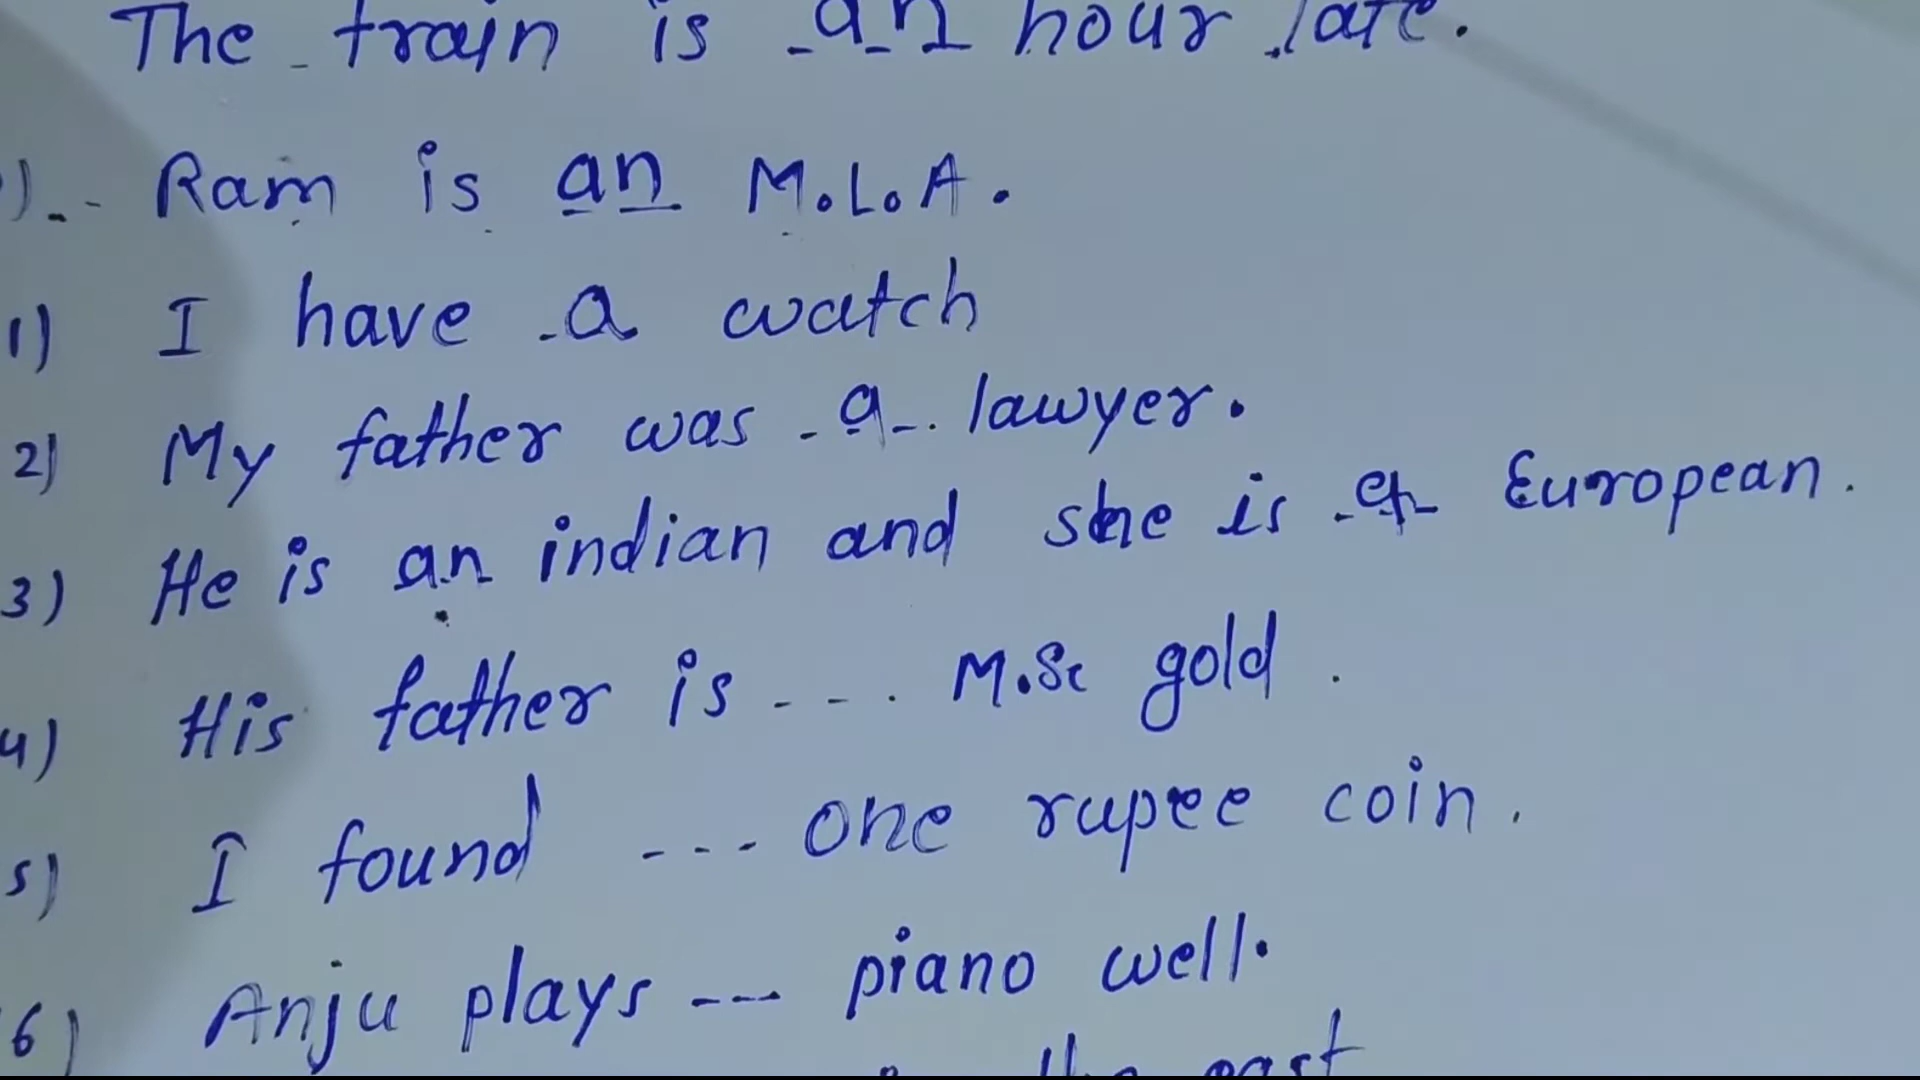 The train is an hour late.
). Ram is an M.L.A.
1) I have a watch
2) My father was a lawyer.
3) He is an indian and she is a European.
4) His father is ... M.Sc gold.
5) I found ... one rupee coin.
6) Anju plays --- piano well.
the east